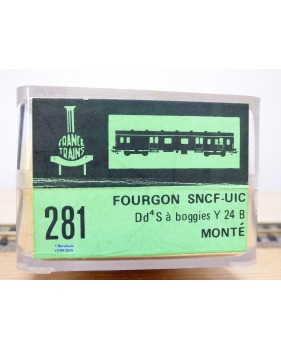 FRANCE
TRAINS
281
FOURGON SNCF-UIC
Dd⁴S à boggies Y 24 B
MONTÉ